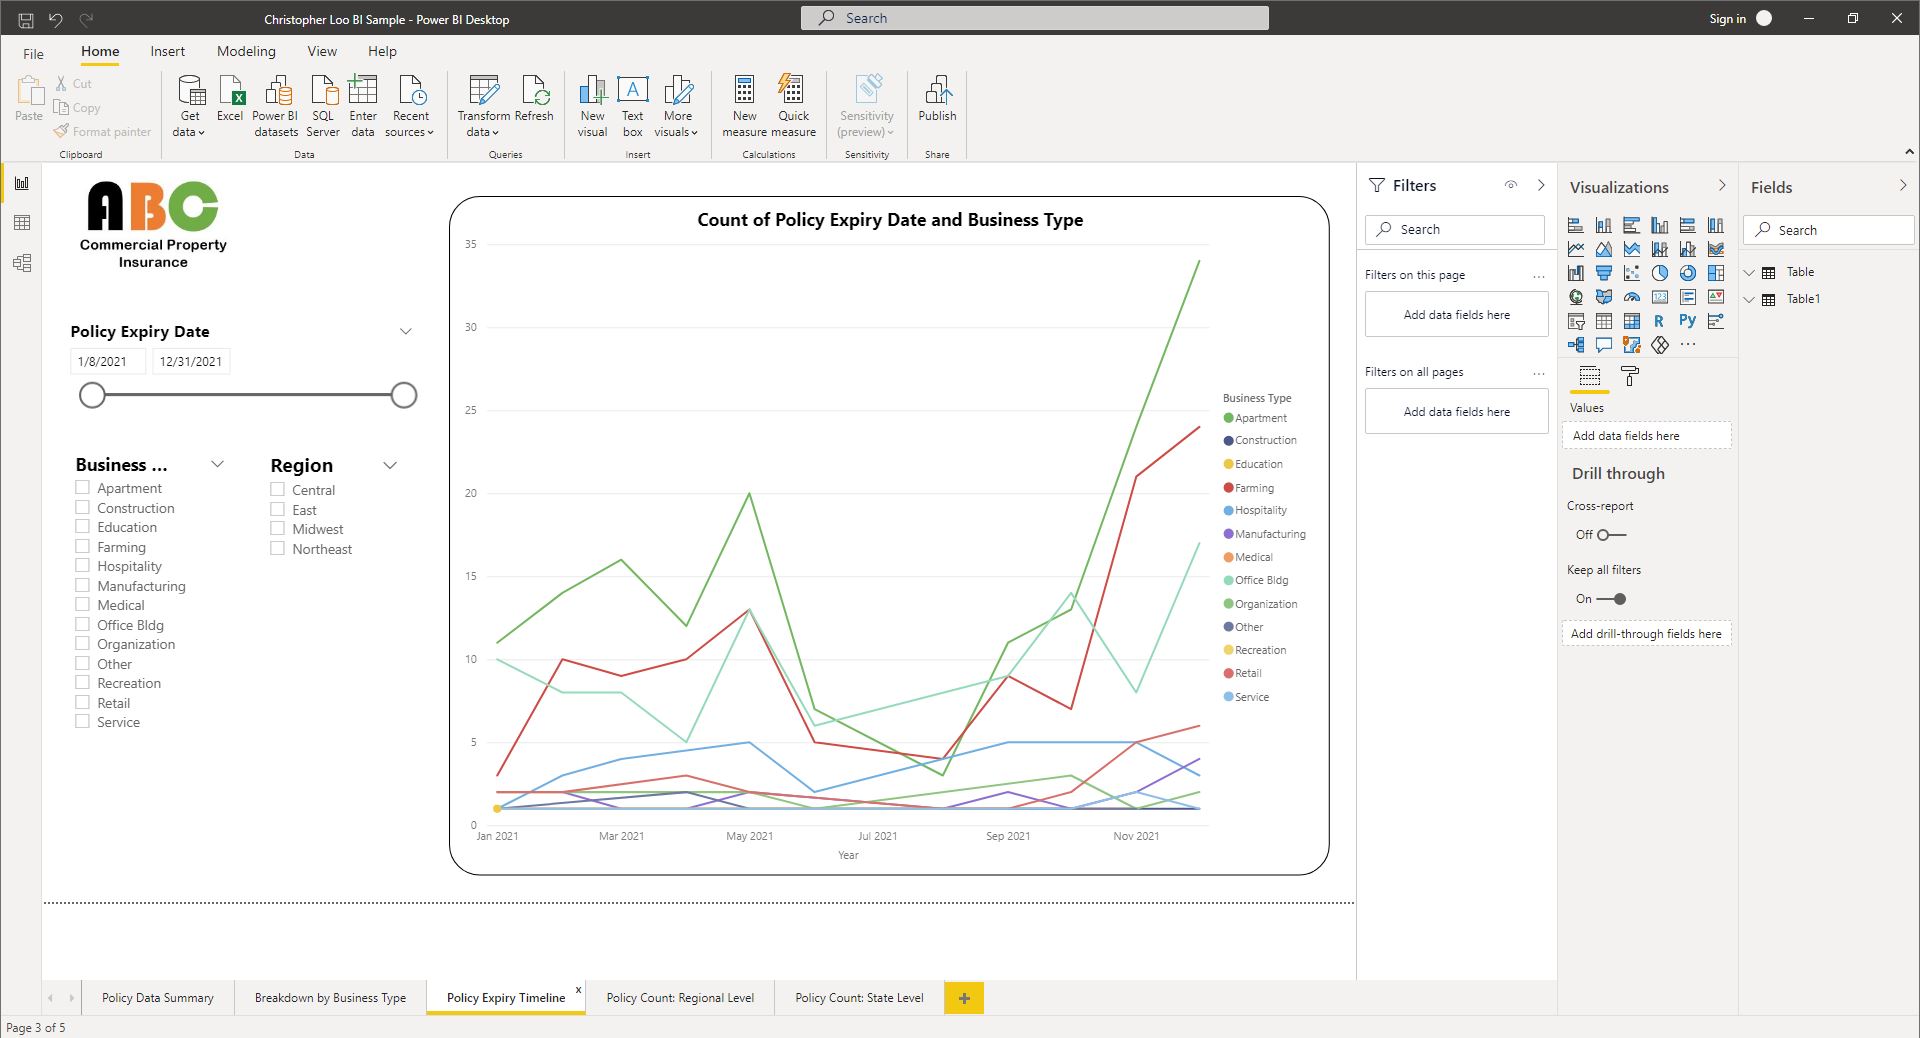 Christopher Loo BI Sample - Power BI Desktop
Search
Sign in
File
Home
Insert
Modeling
View
Help
Paste
Cut
Copy
Format painter
Clipboard
Get data
Excel
Power BI datasets
SQL Server
Enter data
Recent sources
Data
Transform data
Refresh
Queries
New visual
Text box
More visuals
Insert
New measure
Quick measure
Calculations
Sensitivity (preview)
Sensitivity
Publish
Share
ABC
Commercial Property
Insurance
Policy Expiry Date
1/8/2021
12/31/2021
Business ...
Apartment
Construction
Education
Farming
Hospitality
Manufacturing
Medical
Office Bldg
Organization
Other
Recreation
Retail
Service
Region
Central
East
Midwest
Northeast
Count of Policy Expiry Date and Business Type
35
30
25
20
15
10
5
0
Jan 2021
Mar 2021
May 2021
Jul 2021
Sep 2021
Nov 2021
Year
Business Type
Apartment
Construction
Education
Farming
Hospitality
Manufacturing
Medical
Office Bldg
Organization
Other
Recreation
Retail
Service
Filters
Search
Filters on this page
...
Add data fields here
Filters on all pages
...
Add data fields here
Visualizations
123
R
Py
...
Values
Add data fields here
Drill through
Cross-report
Off
Keep all filters
On
Add drill-through fields here
Fields
Search
Table
Table1
Policy Data Summary
Breakdown by Business Type
Policy Expiry Timeline
x
Policy Count: Regional Level
Policy Count: State Level
+
Page 3 of 5